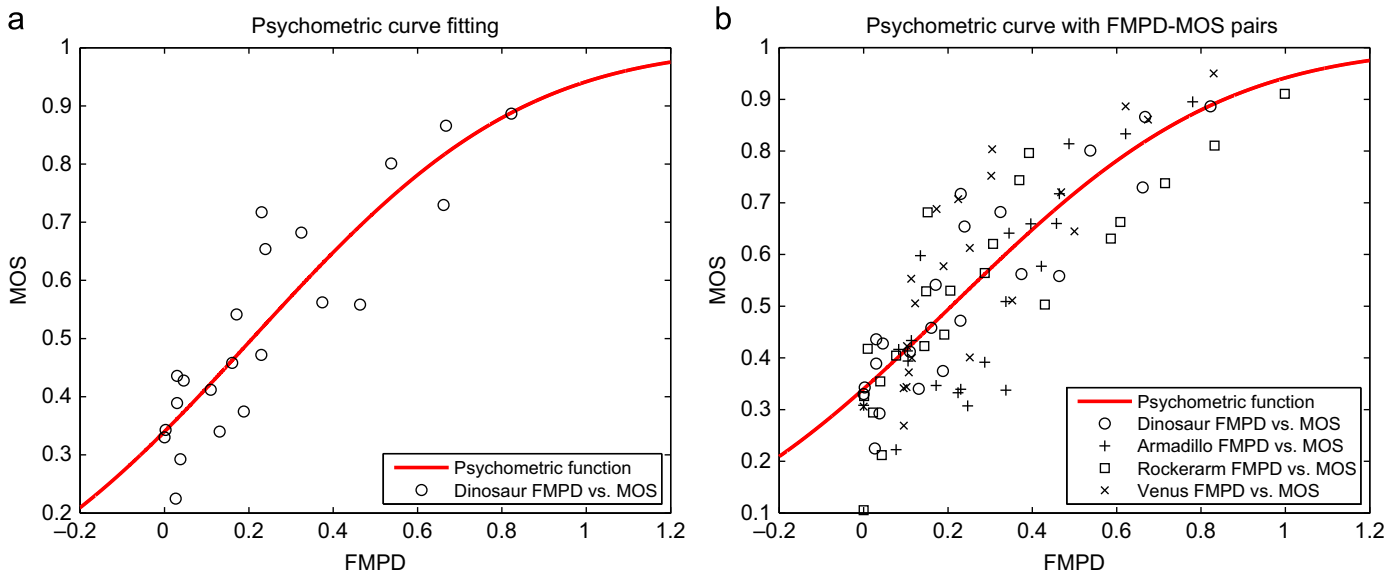 a
Psychometric curve fitting
1
0.9
0.8
0.7
0.6
0.5
0.4
0.3
0.2
MOS
−0.2 0 0.2 0.4 0.6 0.8 1 1.2
FMPD
Psychometric function
Dinosaur FMPD vs. MOS
b
Psychometric curve with FMPD-MOS pairs
1
0.9
0.8
0.7
0.6
0.5
0.4
0.3
0.2
0.1
MOS
−0.2 0 0.2 0.4 0.6 0.8 1 1.2
FMPD
Psychometric function
Dinosaur FMPD vs. MOS
Armadillo FMPD vs. MOS
Rockerarm FMPD vs. MOS
Venus FMPD vs. MOS